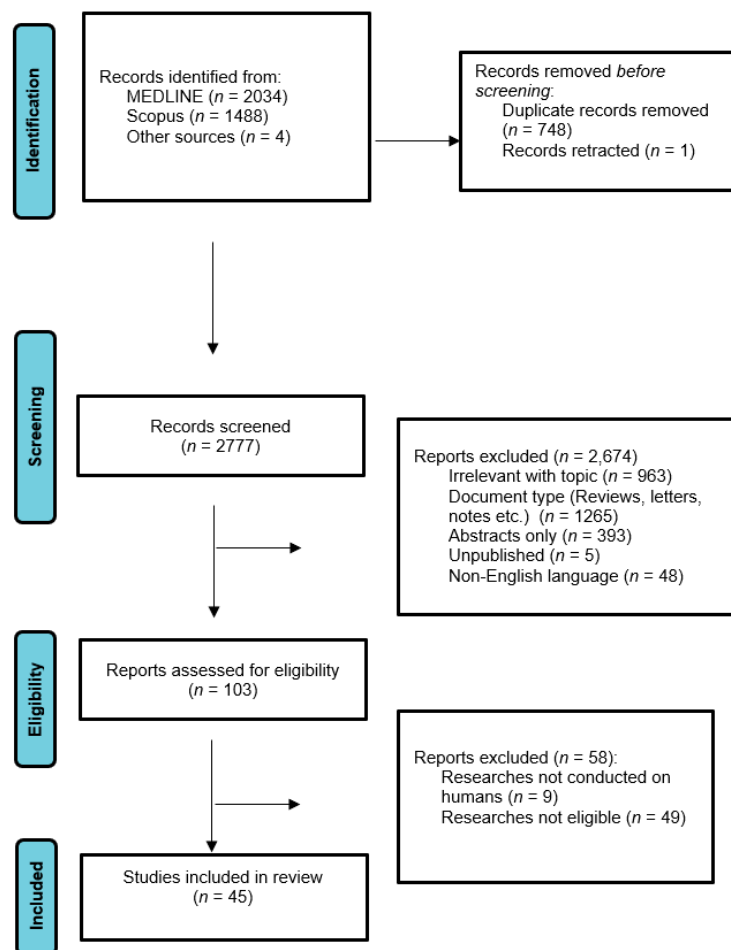 Identification
Records identified from:
MEDLINE (n = 2034)
Scopus (n = 1488)
Other sources (n = 4)
Records removed before
screening:
Duplicate records removed
(n = 748)
Records retracted (n = 1)
Screening
Records screened
(n = 2777)
Reports excluded (n = 2,674)
Irrelevant with topic (n = 963)
Document type (Reviews, letters,
notes etc.)  (n = 1265)
Abstracts only (n = 393)
Unpublished (n = 5)
Non-English language (n = 48)
Eligibility
Reports assessed for eligibility
(n = 103)
Reports excluded (n = 58):
Researches not conducted on
humans (n = 9)
Researches not eligible (n = 49)
Included
Studies included in review
(n = 45)